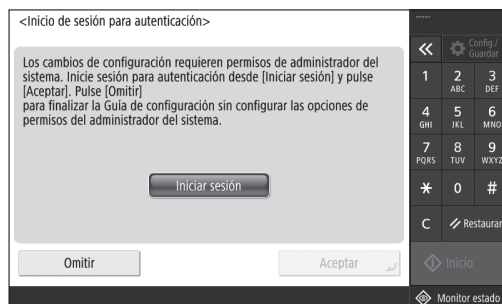 <Inicio de sesión para autenticación>
Los cambios de configuración requieren permisos de administrador del
sistema. Inicie sesión para autenticación desde [Iniciar sesión] y pulse
[Aceptar]. Pulse [Omitir]
para finalizar la Guía de configuración sin configurar las opciones de
permisos del administrador del sistema.
Iniciar sesión
Omitir
Aceptar
-----
Config./
Guardar
1 2 3
ABC DEF
4 5 6
GHI JKL MNO
7 8 9
PQRS TUV WXYZ
* 0 #
C Restaurar
Inicio
Monitor estado